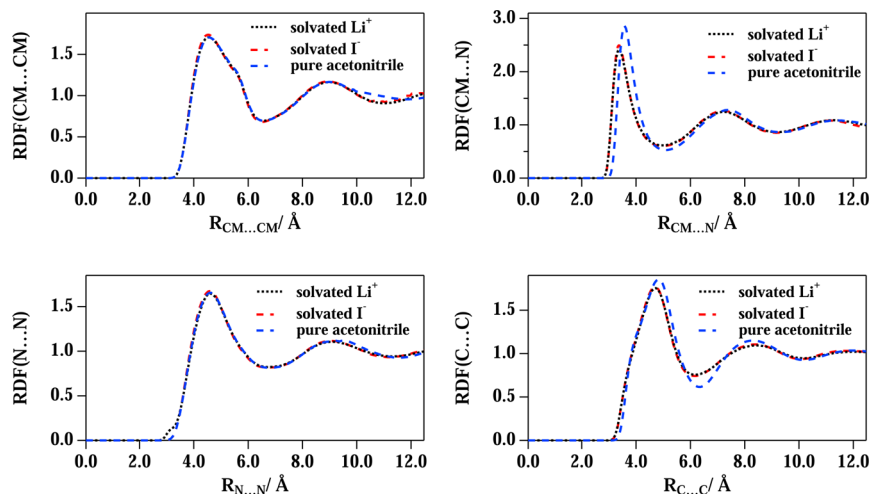 RDF(CM...CM)
1.5
1.0
0.5
0.0
solvated Li⁺
solvated I⁻
pure acetonitrile
0.0 2.0 4.0 6.0 8.0 10.0 12.0
R_CM...CM/ Å
RDF(CM...N)
3.0
2.5
2.0
1.0
0.0
solvated Li⁺
solvated I⁻
pure acetonitrile
0.0 2.0 4.0 6.0 8.0 10.0 12.0
R_CM...N/ Å
RDF(N...N)
1.5
1.0
0.5
0.0
solvated Li⁺
solvated I⁻
pure acetonitrile
0.0 2.0 4.0 6.0 8.0 10.0 12.0
R_N...N/ Å
RDF(C...C)
1.5
1.0
0.5
0.0
solvated Li⁺
solvated I⁻
pure acetonitrile
0.0 2.0 4.0 6.0 8.0 10.0 12.0
R_C...C/ Å